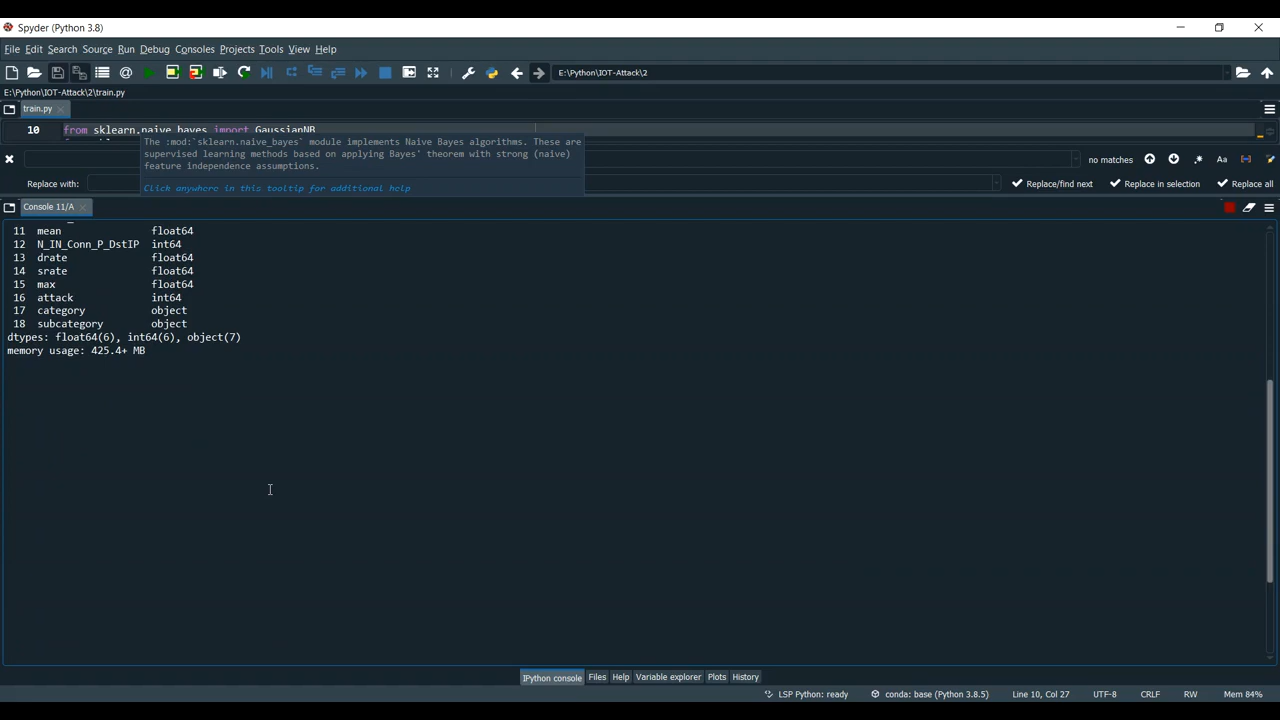 Spyder (Python 3.8)
File Edit Search Source Run Debug Consoles Projects Tools View Help
E:\Python\IOT-Attack\2
E:\Python\IOT-Attack\2\train.py
train.py
10 from sklearn.naive_bayes import GaussianNB
The :mod:`sklearn.naive_bayes` module implements Naive Bayes algorithms. These are
supervised learning methods based on applying Bayes' theorem with strong (naive)
feature independence assumptions.
Click anywhere in this tooltip for additional help
no matches Aa
Replace with: Replace/find next Replace in selection Replace all
Console 11/A
11 mean float64
12 N_IN_Conn_P_DstIP int64
13 drate float64
14 srate float64
15 max float64
16 attack int64
17 category object
18 subcategory object
dtypes: float64(6), int64(6), object(7)
memory usage: 425.4+ MB
IPython console Files Help Variable explorer Plots History
LSP Python: ready conda: base (Python 3.8.5) Line 10, Col 27 UTF-8 CRLF RW Mem 84%